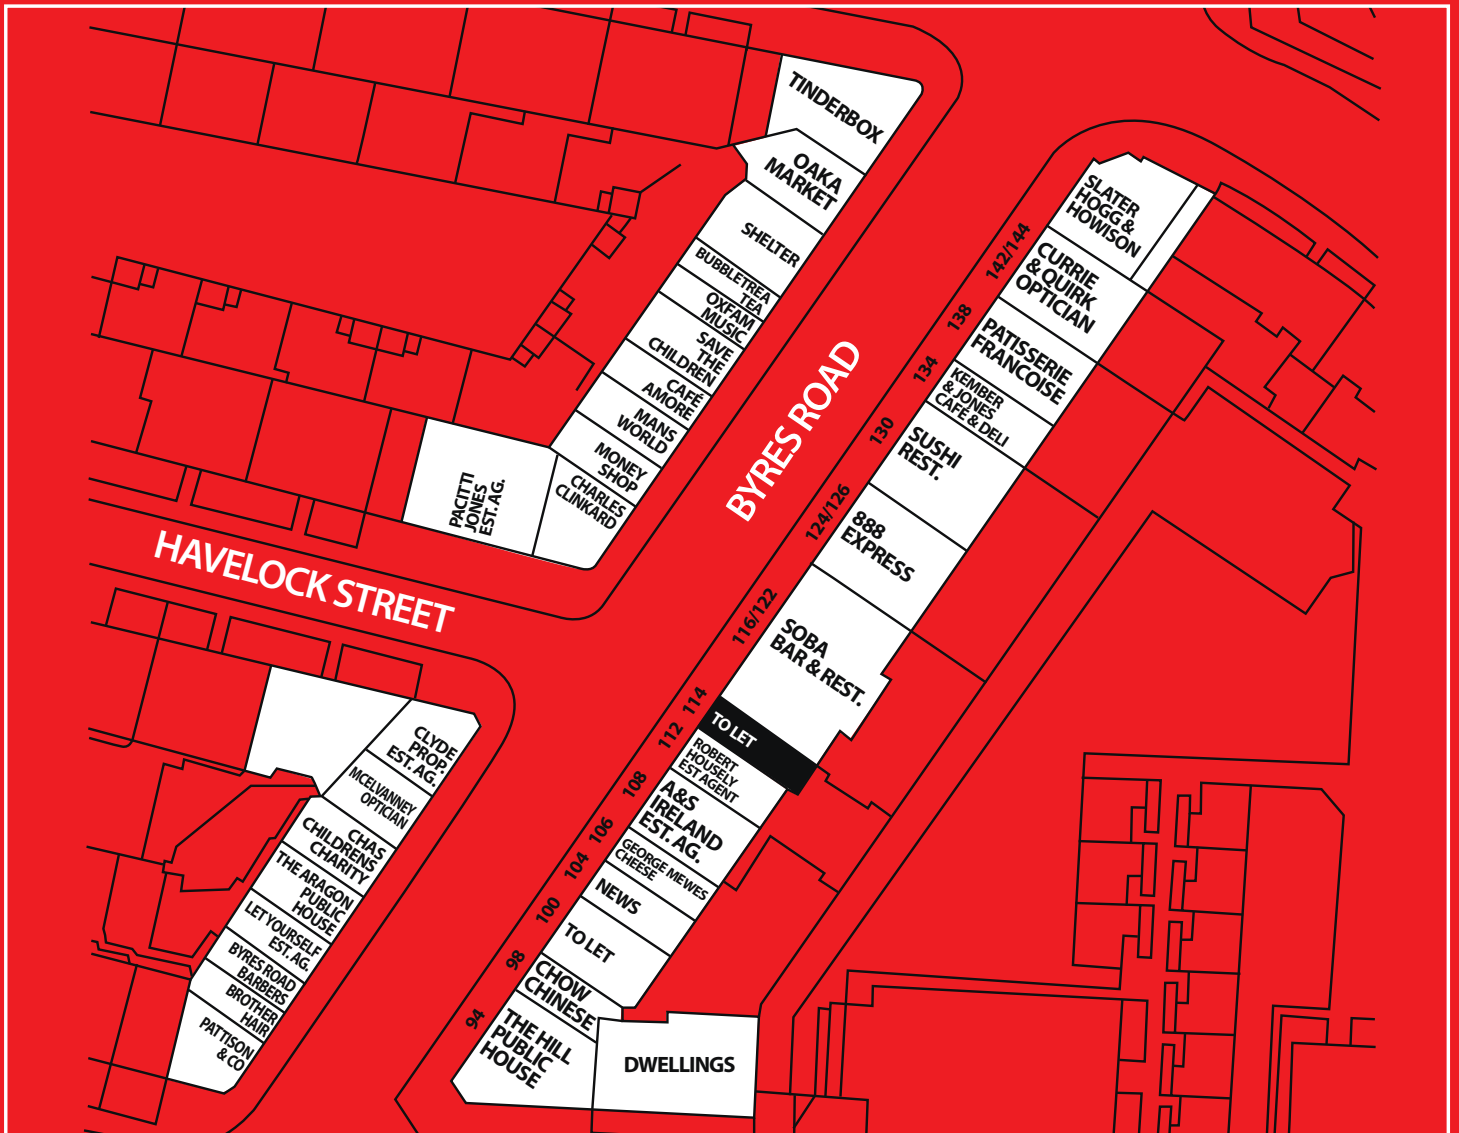 TINDERBOX
OAKA
MARKET
SHELTER
BUBBLETREA
TEA
OXFAM
MUSIC
SAVE
THE
CHILDREN
CAFÉ
AMORE
MANS
WORLD
MONEY
SHOP
CHARLES
CLINKARD
PACITTI
JONES
EST. AG.
HAVELOCK STREET
BYRES ROAD
SLATER
HOGG &
HOWISON
142/144
CURRIE
& QUIRK
OPTICIAN
138
PATISSERIE
FRANCOISE
134
KEMBER
& JONES
CAFE & DELI
130
SUSHI
REST.
124/126
888
EXPRESS
116/122
SOBA
BAR & REST.
114
TO LET
112
ROBERT
HOUSELY
EST AGENT
108
A&S
IRELAND
EST. AG.
106
GEORGE MEWES
CHEESE
104
NEWS
100
TO LET
98
CHOW
CHINESE
94
THE HILL
PUBLIC
HOUSE
DWELLINGS
CLYDE
PROP.
EST. AG.
MCELVANNEY
OPTICIAN
CHAS
CHILDRENS
CHARITY
THE ARAGON
PUBLIC
HOUSE
LET YOURSELF
EST. AG.
BYRES ROAD
BARBERS
BROTHER
HAIR
PATTISON
& CO